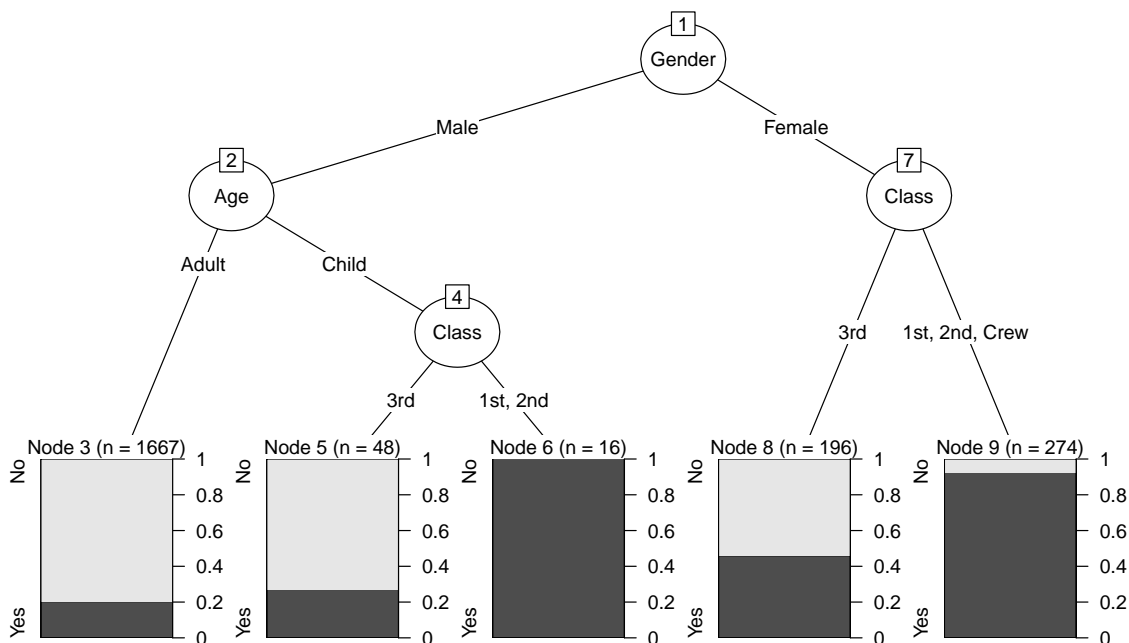 1
Gender
Male
Female
2
Age
7
Class
Adult
Child
4
Class
3rd
1st, 2nd, Crew
3rd
1st, 2nd
Node 3 (n = 1667)
Yes
No
0
0.2
0.4
0.6
0.8
1
Node 5 (n = 48)
Yes
No
0
0.2
0.4
0.6
0.8
1
Node 6 (n = 16)
Yes
No
0
0.2
0.4
0.6
0.8
1
Node 8 (n = 196)
Yes
No
0
0.2
0.4
0.6
0.8
1
Node 9 (n = 274)
Yes
No
0
0.2
0.4
0.6
0.8
1